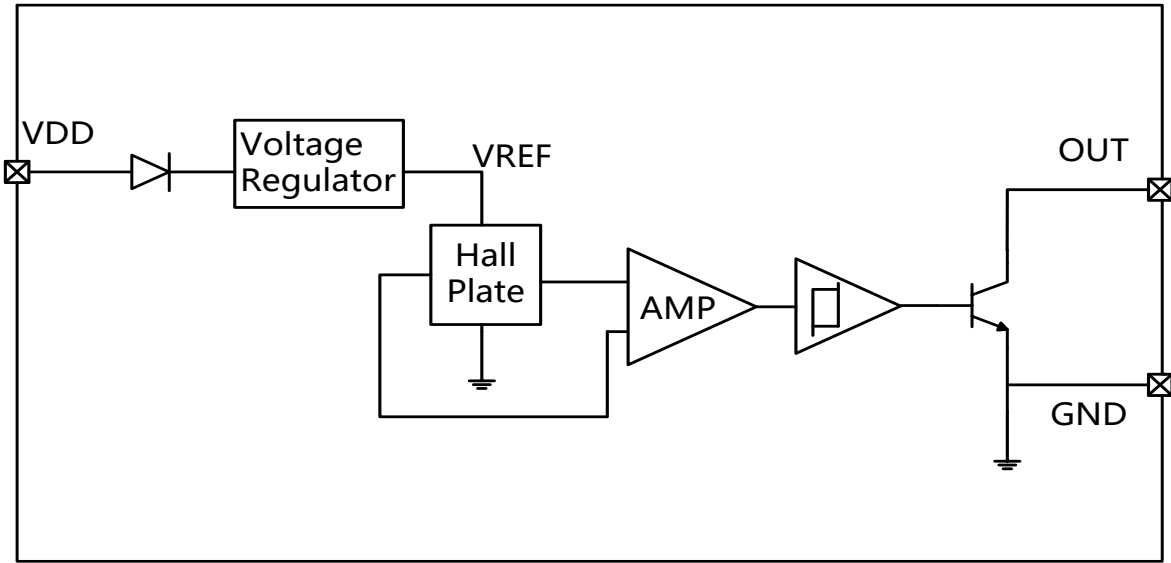 VDD
Voltage
Regulator
VREF
OUT
Hall
Plate
AMP
GND